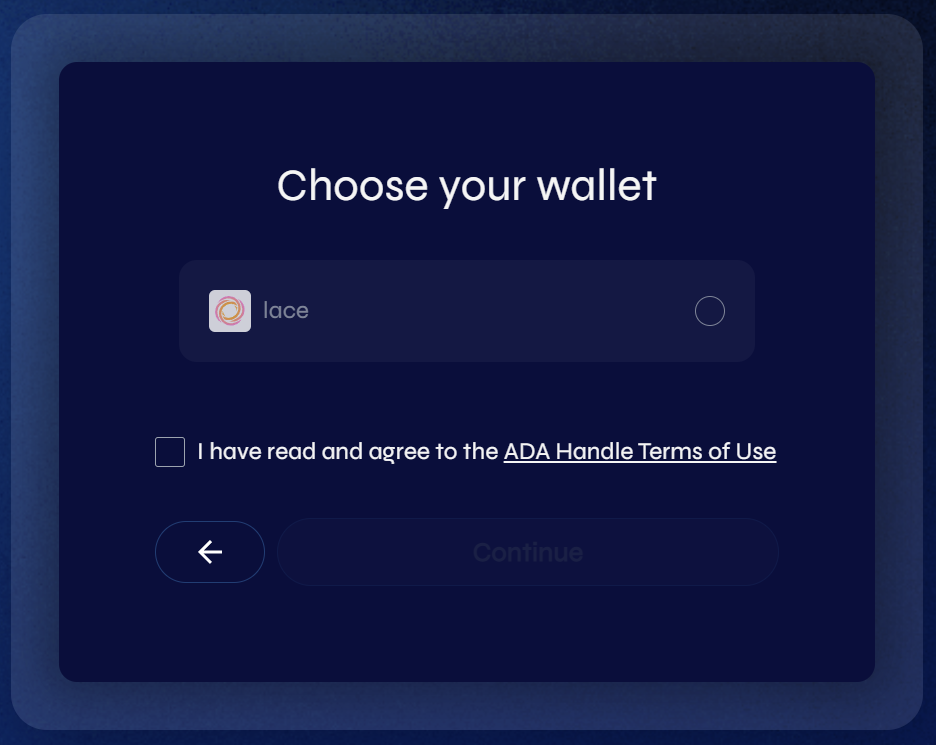 Choose your wallet
lace
I have read and agree to the ADA Handle Terms of Use
Continue